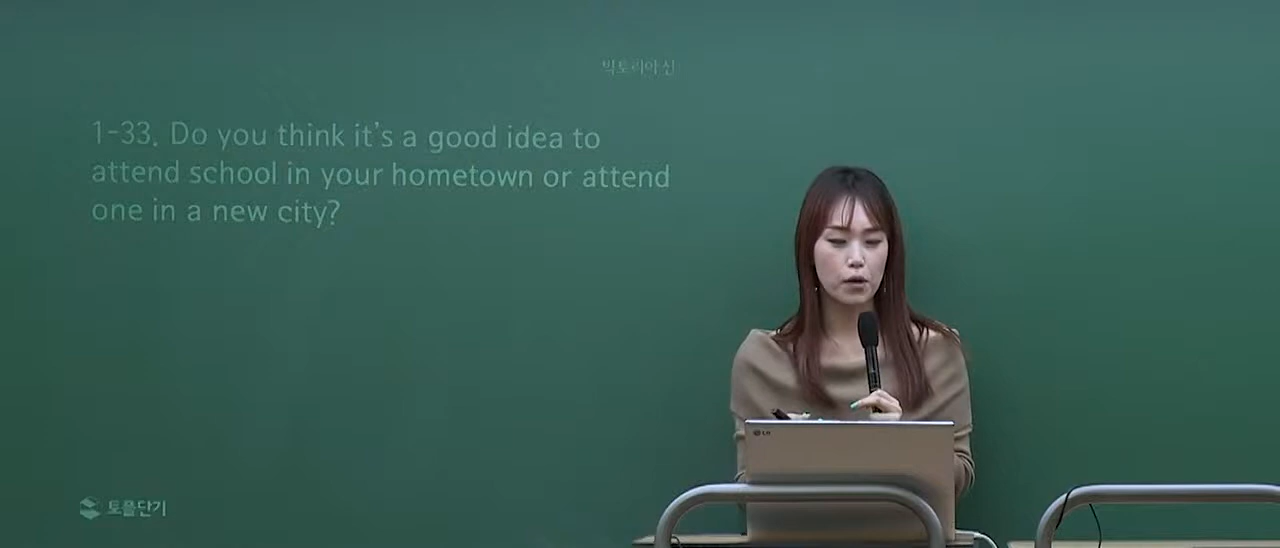 빅토리아 신
1-33. Do you think it's a good idea to
attend school in your hometown or attend
one in a new city?
토플단기
LG